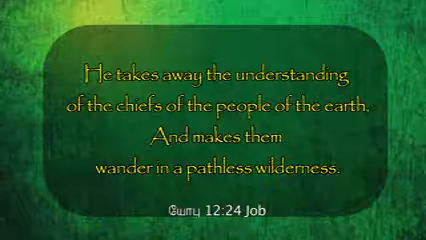 He takes away the understanding
of the chiefs of the people of the earth,
And makes them
wander in a pathless wilderness.
யோபு 12:24 Job